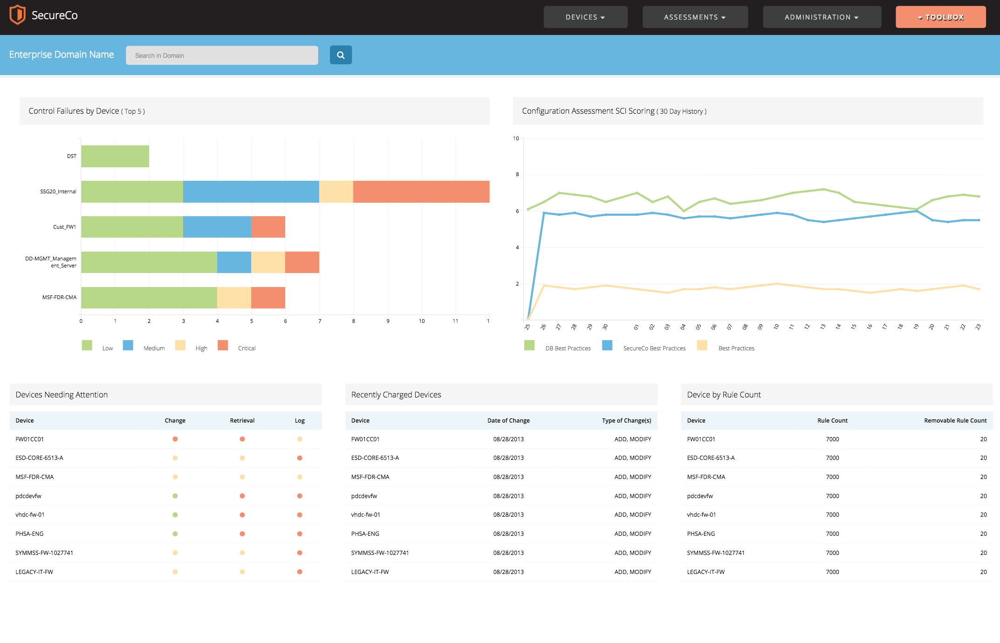 SecureCo
DEVICES
ASSESSMENTS
ADMINISTRATION
TOOLBOX
Enterprise Domain Name
Search in Domain
Control Failures by Device ( Top 5 )
DST
SSG20_Internal
Cust_FW1
DD-MGMT_Managem
ent_Server
MSF-FDR-CMA
0 1 2 3 4 5 6 7 8 9 10 11 1
Low Medium High Critical
Configuration Assessment SCI Scoring ( 30 Day History )
10
8
6
4
2
25 26 27 28 29 30 01 02 03 04 05 06 07 08 09 10 11 12 13 14 15 16 17 18 19 20 21 22 23
DB Best Practices SecureCo Best Practices Best Practices
Devices Needing Attention
Device Change Retrieval Log
FW01CC01
ESD-CORE-6513-A
MSF-FDR-CMA
pdcdevfw
vhdc-fw-01
PHSA-ENG
SYMMSS-FW-1027741
LEGACY-IT-FW
Recently Charged Devices
Device Date of Change Type of Change(s)
FW01CC01 08/28/2013 ADD, MODIFY
ESD-CORE-6513-A 08/28/2013 ADD, MODIFY
MSF-FDR-CMA 08/28/2013 ADD, MODIFY
pdcdevfw 08/28/2013 ADD, MODIFY
vhdc-fw-01 08/28/2013 ADD, MODIFY
PHSA-ENG 08/28/2013 ADD, MODIFY
SYMMSS-FW-1027741 08/28/2013 ADD, MODIFY
LEGACY-IT-FW 08/28/2013 ADD, MODIFY
Device by Rule Count
Device Rule Count Removable Rule Count
FW01CC01 7000 20
ESD-CORE-6513-A 7000 20
MSF-FDR-CMA 7000 20
pdcdevfw 7000 20
vhdc-fw-01 7000 20
PHSA-ENG 7000 20
SYMMSS-FW-1027741 7000 20
LEGACY-IT-FW 7000 20